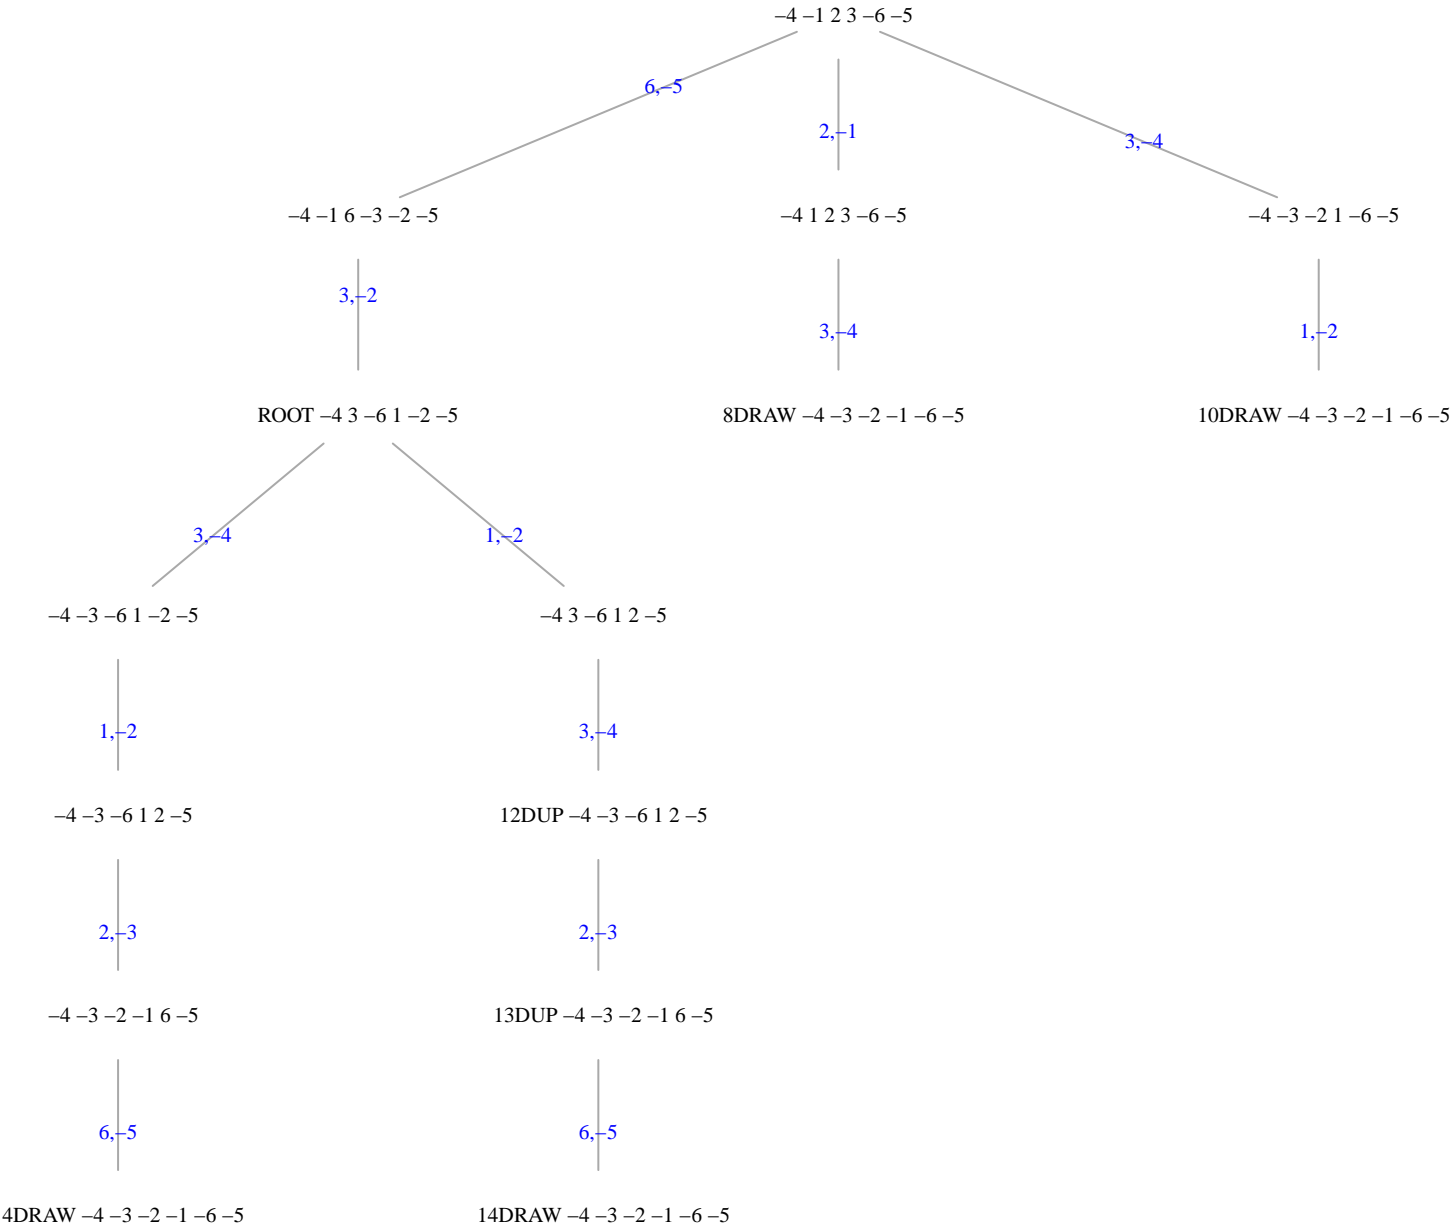 –4 –1 2 3 –6 –5
6,–5
2,–1
3,–4
–4 –1 6 –3 –2 –5
–4 1 2 3 –6 –5
–4 –3 –2 1 –6 –5
3,–2
3,–4
1,–2
ROOT –4 3 –6 1 –2 –5
8DRAW –4 –3 –2 –1 –6 –5
10DRAW –4 –3 –2 –1 –6 –5
3,–4
1,–2
–4 –3 –6 1 –2 –5
–4 3 –6 1 2 –5
1,–2
3,–4
–4 –3 –6 1 2 –5
12DUP –4 –3 –6 1 2 –5
2,–3
2,–3
–4 –3 –2 –1 6 –5
13DUP –4 –3 –2 –1 6 –5
6,–5
6,–5
4DRAW –4 –3 –2 –1 –6 –5
14DRAW –4 –3 –2 –1 –6 –5